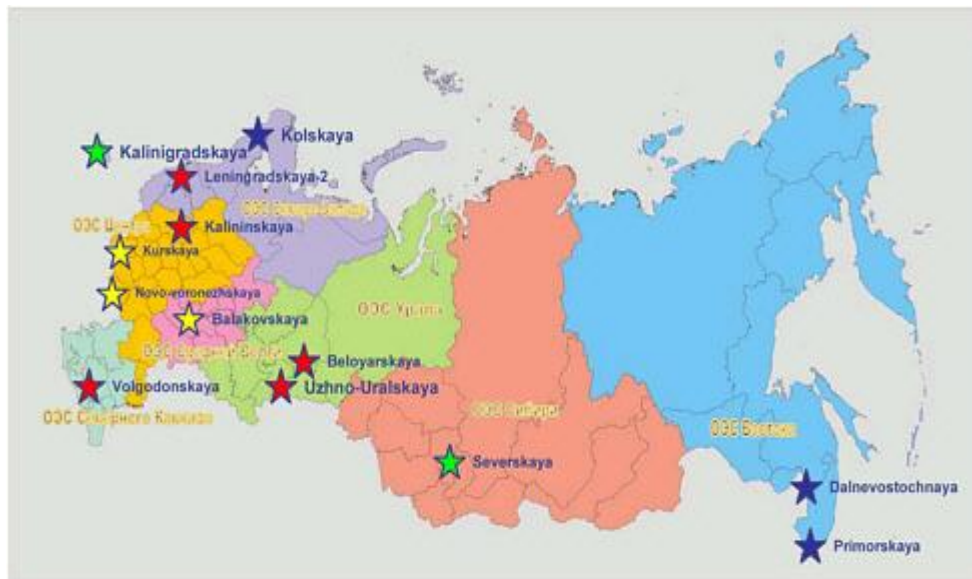 Kolskaya
Kalinigradskaya
Leningradskaya-2
Kalininskaya
Kurskaya
Novo-voronezhskaya
Balakovskaya
ОЭС Урала
Beloyarskaya
Volgodonskaya
Uzhno-Uralskaya
ОЭС Северного Кавказа
ОЭС Сибири
ОЭС Востока
Severskaya
Dalnevostochnaya
Primorskaya